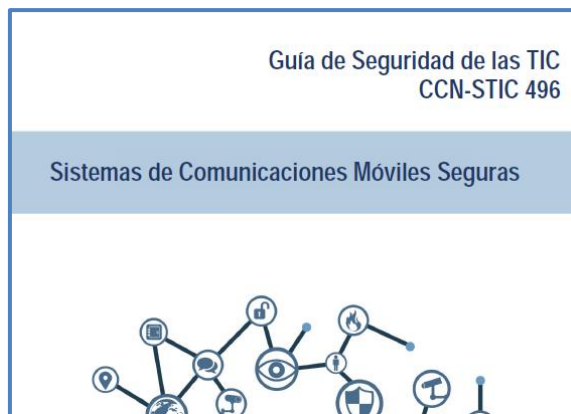 Guía de Seguridad de las TIC
CCN-STIC 496
Sistemas de Comunicaciones Móviles Seguras